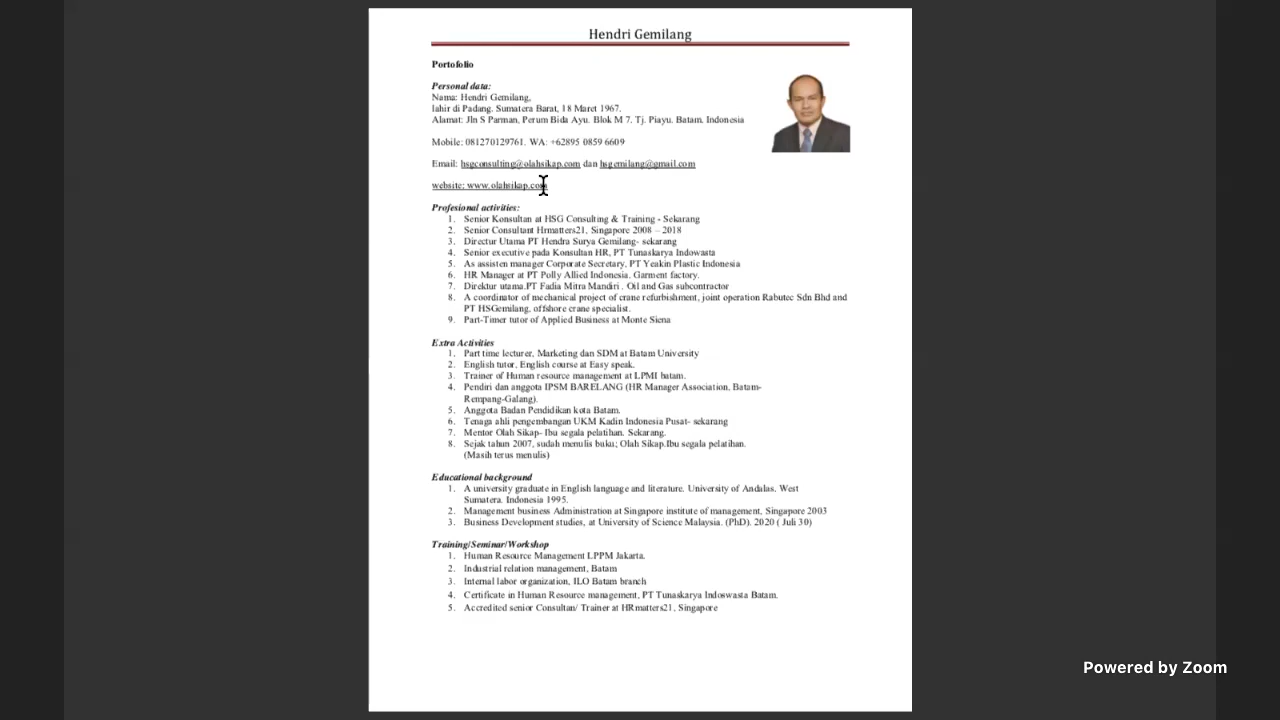 Hendri Gemilang
Portofolio
Personal data:
Nama: Hendri Gemilang,
lahir di Padang. Sumatera Barat, 18 Maret 1967.
Alamat: Jln S Parman, Perum Bida Ayu. Blok M 7, Tj. Piayu. Batam. Indonesia
Mobile: 081270129761. WA: +62895 0859 6609
Email: hsgconsulting@olahsikap.com dan hsgemilang@gmail.com
website: www.olahsikap.com
Profesional activities:
1. Senior Konsultan at HSG Consulting & Training - Sekarang
2. Senior Consultant Hrmatters21, Singapore 2008 – 2018
3. Directur Utama PT Hendra Surya Gemilang- sekarang
4. Senior executive pada Konsultan HR, PT Tunaskarya Indowasta
5. As assisten manager Corporate Secretary, PT Yeakin Plastic Indonesia
6. HR Manager at PT Polly Allied Indonesia. Garment factory.
7. Direktur utama.PT Fadia Mitra Mandiri . Oil and Gas subcontractor
8. A coordinator of mechanical project of crane refurbishment, joint operation Rabutec Sdn Bhd and
PT HSGemilang, offshore crane specialist.
9. Part-Timer tutor of Applied Business at Monte Siena
Extra Activities
1. Part time lecturer, Marketing dan SDM at Batam University
2. English tutor, English course at Easy speak.
3. Trainer of Human resource management at LPMI batam.
4. Pendiri dan anggota IPSM BARELANG (HR Manager Association, Batam-
Rempang-Galang).
5. Anggota Badan Pendidikan kota Batam.
6. Tenaga ahli pengembangan UKM Kadin Indonesia Pusat- sekarang
7. Mentor Olah Sikap- Ibu segala pelatihan. Sekarang.
8. Sejak tahun 2007, sudah menulis buku; Olah Sikap.Ibu segala pelatihan.
(Masih terus menulis)
Educational background
1. A university graduate in English language and literature. University of Andalas, West
Sumatera. Indonesia 1995.
2. Management business Administration at Singapore institute of management, Singapore 2003
3. Business Development studies, at University of Science Malaysia. (PhD). 2020 ( Juli 30)
Training/Seminar/Workshop
1. Human Resource Management LPPM Jakarta.
2. Industrial relation management, Batam
3. Internal labor organization, ILO Batam branch
4. Certificate in Human Resource management, PT Tunaskarya Indoswasta Batam.
5. Accredited senior Consultan/ Trainer at HRmatters21, Singapore
Powered by Zoom